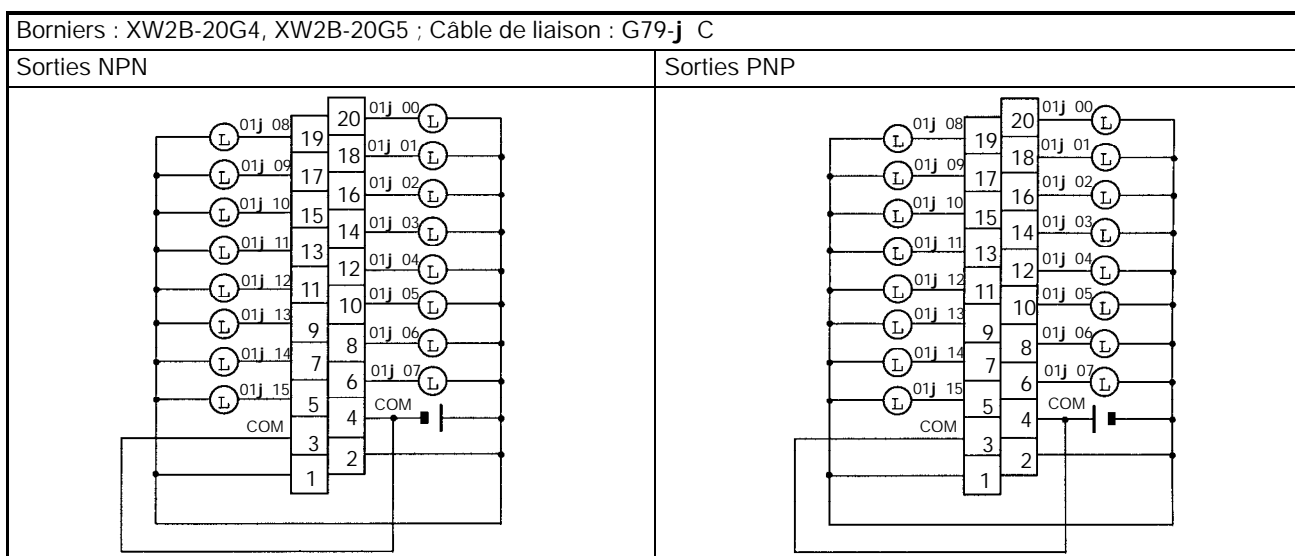 Borniers : XW2B-20G4, XW2B-20G5 ; Câble de liaison : G79-j C
Sorties NPN
Sorties PNP
01j 00
20
01j 08
L
L
19
01j 01
18
L
01j 09
L
17
01j 02
16
L
01j 10
L
15
01j 03
14
L
01j 11
L
13
01j 04
12
L
01j 12
L
11
01j 05
10
L
01j 13
L
9
01j 06
8
L
01j 14
L
7
01j 07
6
L
01j 15
L
5
COM
4
COM
3
2
1
01j 00
20
01j 08
L
L
19
01j 01
18
L
01j 09
L
17
01j 02
16
L
01j 10
L
15
01j 03
14
L
01j 11
L
13
01j 04
12
L
01j 12
L
11
01j 05
10
L
01j 13
L
9
01j 06
8
L
01j 14
L
7
01j 07
6
L
01j 15
L
5
COM
4
COM
3
2
1